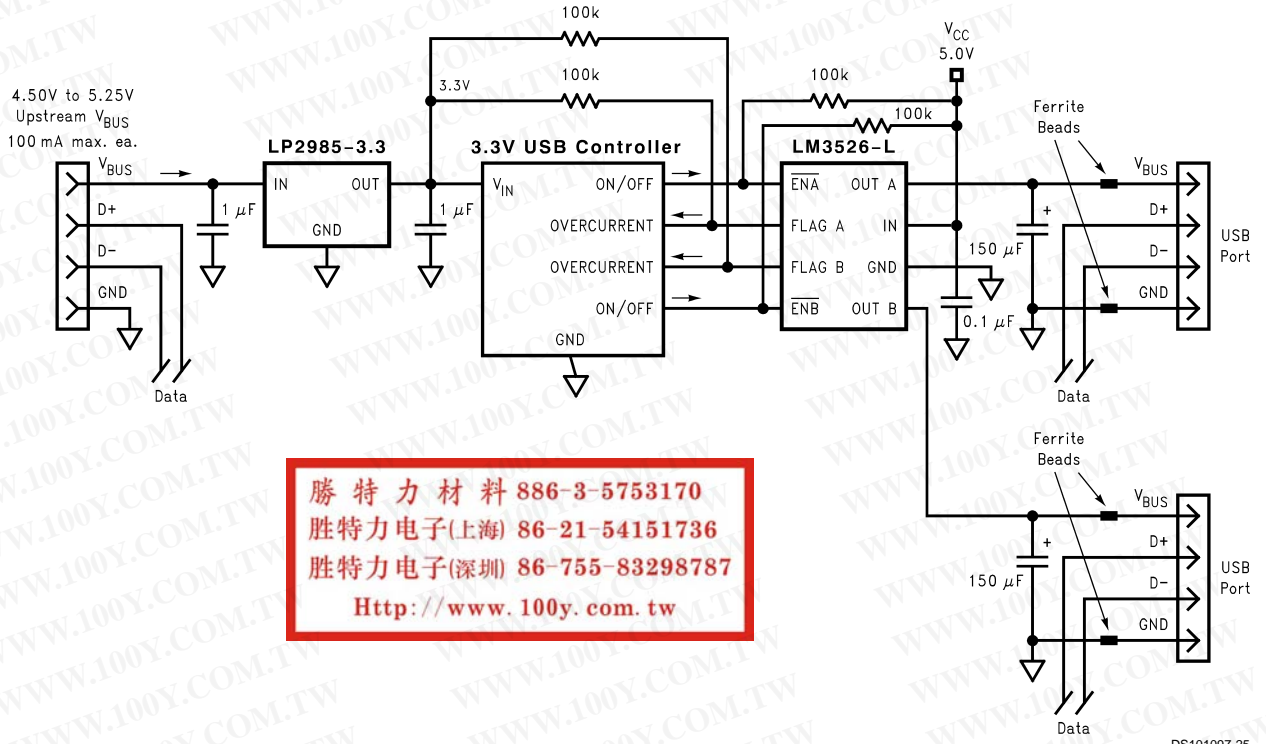 100k
V_CC
5.0V
100k
100k
3.3V
4.50V to 5.25V
Upstream V_BUS
100 mA max. ea.
Ferrite
Beads
100k
LP2985-3.3
3.3V USB Controller
LM3526-L
V_BUS
IN
OUT
V_IN
ON/OFF
ENA
OUT A
V_BUS
D+
1 μF
1 μF
OVERCURRENT
FLAG A
IN
+
D+
GND
150 μF
USB
Port
D-
OVERCURRENT
FLAG B
GND
D-
GND
ON/OFF
ENB
OUT B
0.1 μF
GND
GND
Data
Data
Ferrite
Beads
勝特力材料 886-3-5753170
胜特力电子(上海) 86-21-54151736
胜特力电子(深圳) 86-755-83298787
Http://www.100y.com.tw
V_BUS
+
D+
150 μF
USB
Port
D-
GND
Data
WWW.100Y.COM.TW